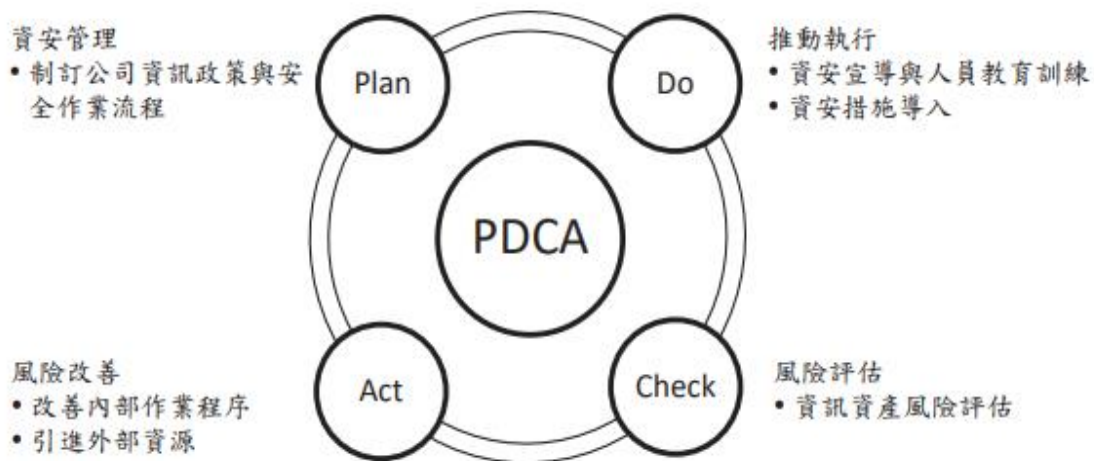 資安管理
• 制訂公司資訊政策與安
全作業流程
Plan
Do
推動執行
• 資安宣導與人員教育訓練
• 資安措施導入
PDCA
風險改善
• 改善內部作業程序
• 引進外部資源
Act
Check
風險評估
• 資訊資產風險評估